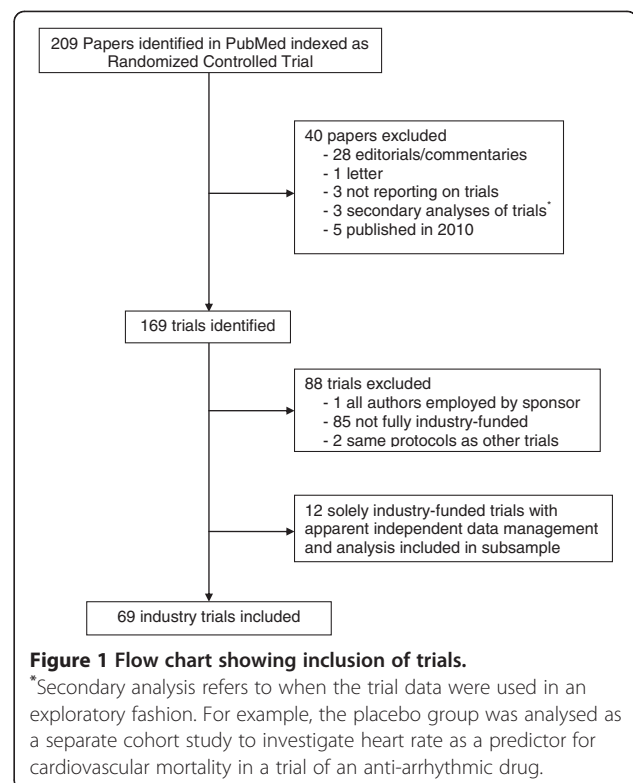 209 Papers identified in PubMed indexed as
Randomized Controlled Trial
40 papers excluded
- 28 editorials/commentaries
- 1 letter
- 3 not reporting on trials
- 3 secondary analyses of trials*
- 5 published in 2010
169 trials identified
88 trials excluded
- 1 all authors employed by sponsor
- 85 not fully industry-funded
- 2 same protocols as other trials
12 solely industry-funded trials with
apparent independent data management
and analysis included in subsample
69 industry trials included
Figure 1 Flow chart showing inclusion of trials.
*Secondary analysis refers to when the trial data were used in an
exploratory fashion. For example, the placebo group was analysed as
a separate cohort study to investigate heart rate as a predictor for
cardiovascular mortality in a trial of an anti-arrhythmic drug.